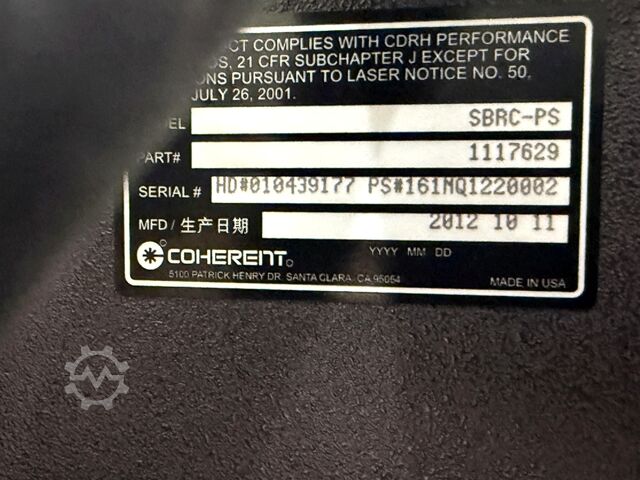 CT COMPLIES WITH CDRH PERFORMANCE
DS, 21 CFR SUBCHAPTER J EXCEPT FOR
ONS PURSUANT TO LASER NOTICE NO. 50,
JULY 26, 2001.
EL SBRC-PS
PART# 1117629
SERIAL # HD#010439177 PS#161NQ1220002
MFD / 生产日期 2012 10 11
COHERENT YYYY MM DD
5100 PATRICK HENRY DR. SANTA CLARA, CA 95054 MADE IN USA